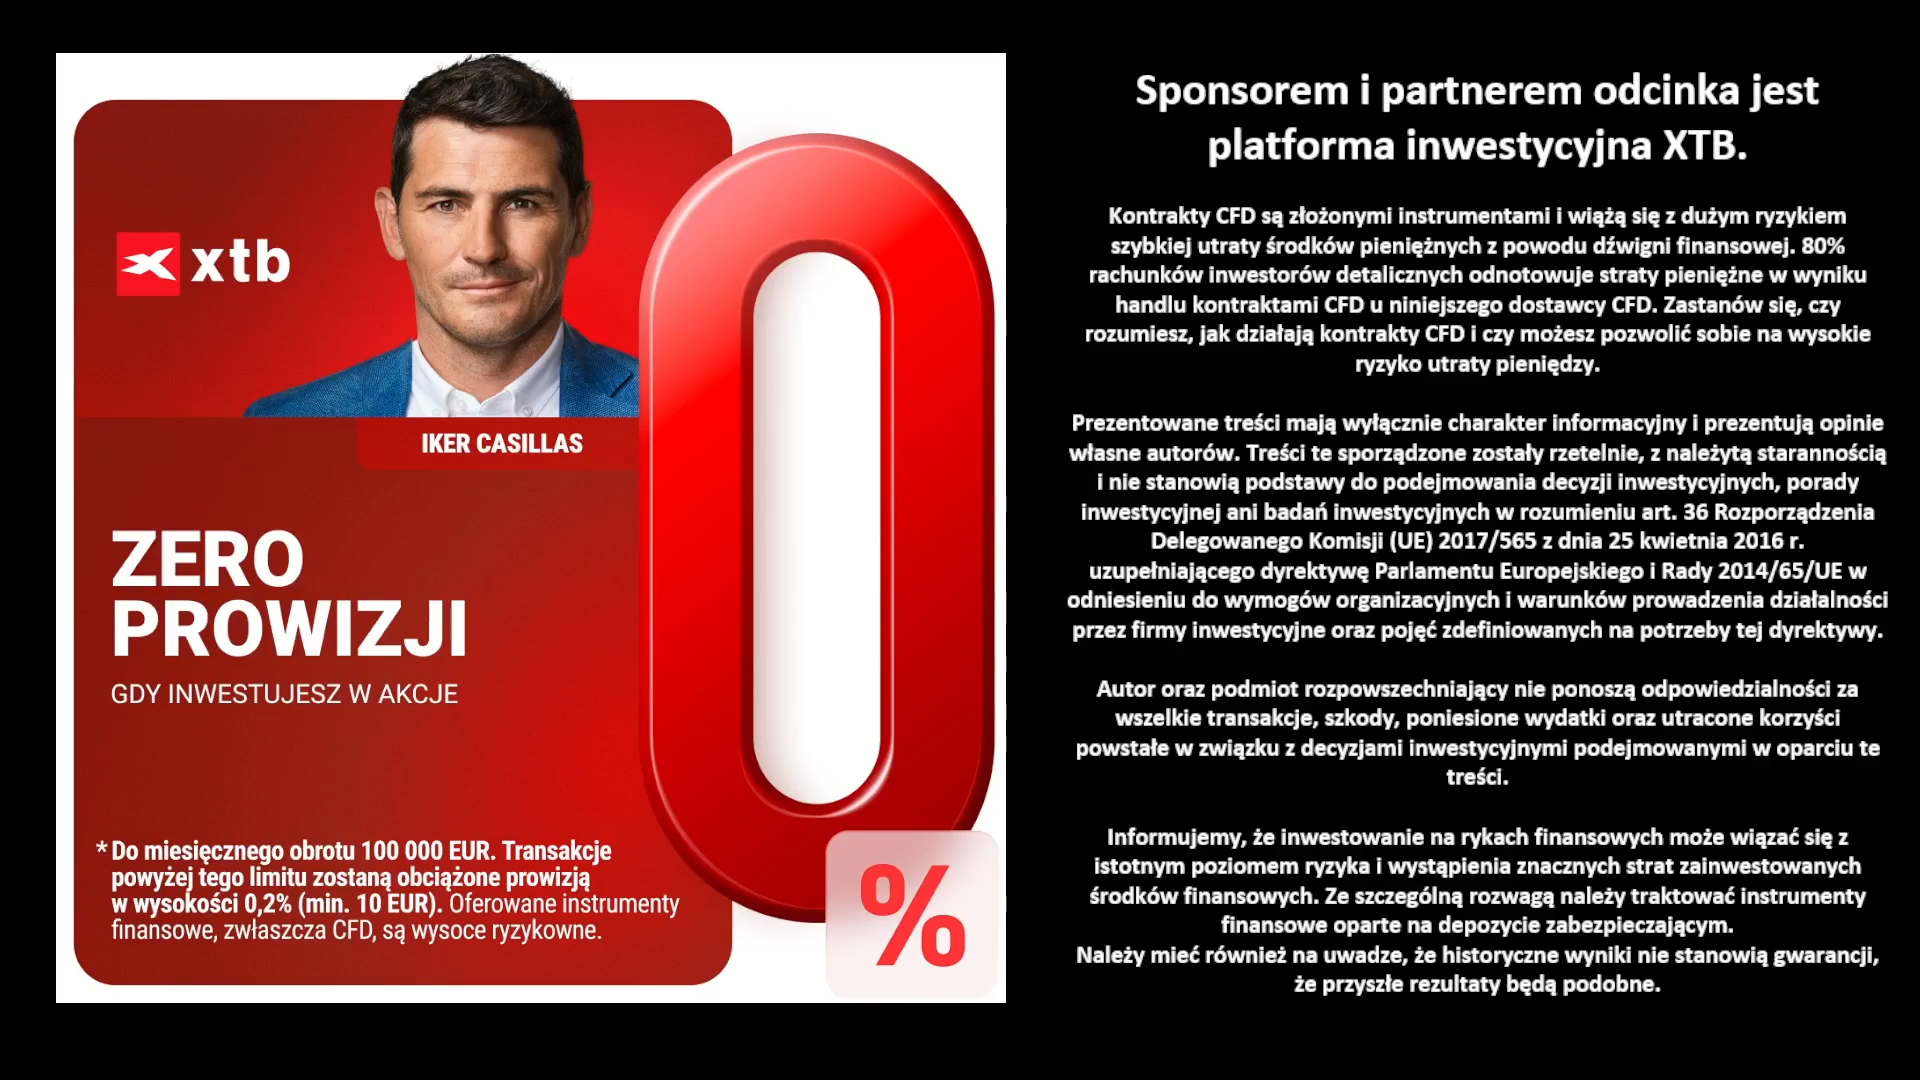 xtb
IKER CASILLAS
ZERO
PROWIZJI
GDY INWESTUJESZ W AKCJE
0
%
* Do miesięcznego obrotu 100 000 EUR. Transakcje
powyżej tego limitu zostaną obciążone prowizją
w wysokości 0,2% (min. 10 EUR). Oferowane instrumenty
finansowe, zwłaszcza CFD, są wysoce ryzykowne.
Sponsorem i partnerem odcinka jest
platforma inwestycyjna XTB.
Kontrakty CFD są złożonymi instrumentami i wiążą się z dużym ryzykiem
szybkiej utraty środków pieniężnych z powodu dźwigni finansowej. 80%
rachunków inwestorów detalicznych odnotowuje straty pieniężne w wyniku
handlu kontraktami CFD u niniejszego dostawcy CFD. Zastanów się, czy
rozumiesz, jak działają kontrakty CFD i czy możesz pozwolić sobie na wysokie
ryzyko utraty pieniędzy.
Prezentowane treści mają wyłącznie charakter informacyjny i prezentują opinie
własne autorów. Treści te sporządzone zostały rzetelnie, z należytą starannością
i nie stanowią podstawy do podejmowania decyzji inwestycyjnych, porady
inwestycyjnej ani badań inwestycyjnych w rozumieniu art. 36 Rozporządzenia
Delegowanego Komisji (UE) 2017/565 z dnia 25 kwietnia 2016 r.
uzupełniającego dyrektywę Parlamentu Europejskiego i Rady 2014/65/UE w
odniesieniu do wymogów organizacyjnych i warunków prowadzenia działalności
przez firmy inwestycyjne oraz pojęć zdefiniowanych na potrzeby tej dyrektywy.
Autor oraz podmiot rozpowszechniający nie ponoszą odpowiedzialności za
wszelkie transakcje, szkody, poniesione wydatki oraz utracone korzyści
powstałe w związku z decyzjami inwestycyjnymi podejmowanymi w oparciu te
treści.
Informujemy, że inwestowanie na rykach finansowych może wiązać się z
istotnym poziomem ryzyka i wystąpienia znacznych strat zainwestowanych
środków finansowych. Ze szczególną rozwagą należy traktować instrumenty
finansowe oparte na depozycie zabezpieczającym.
Należy mieć również na uwadze, że historyczne wyniki nie stanowią gwarancji,
że przyszłe rezultaty będą podobne.